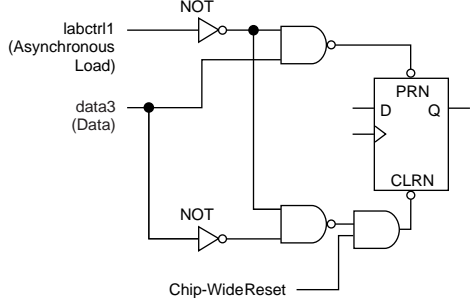 NOT
labctrl1
(Asynchronous
Load)
PRN
data3
(Data)
D
Q
CLRN
NOT
Chip-WideReset